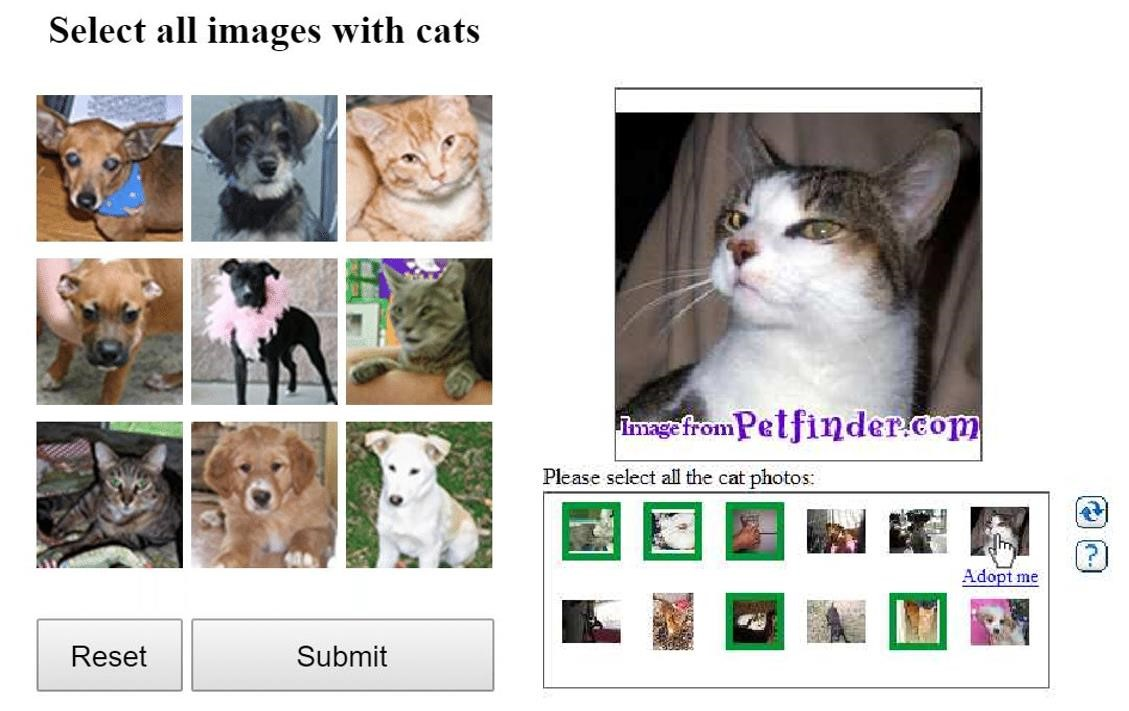 Select all images with cats
Image from Petfinder.com
Please select all the cat photos:
Adopt me
?
Reset
Submit